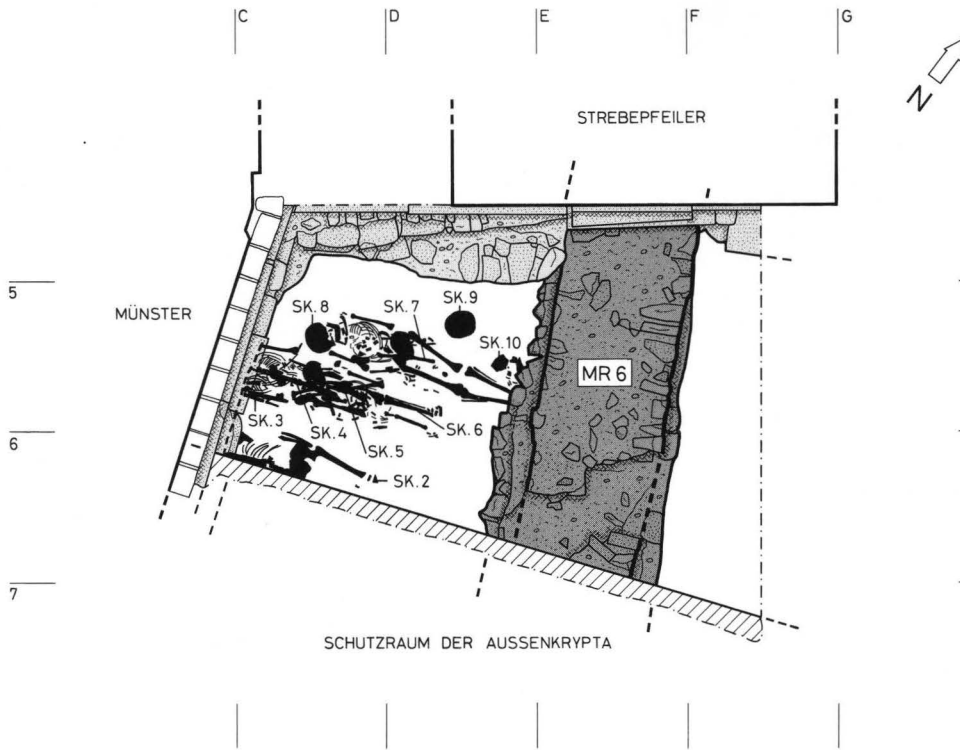 C D E F G
N
STREBEPFEILER
5
MÜNSTER
SK.8 SK.7 SK.9
SK.10
MR 6
SK.3 SK.4 SK.5 SK.6
6
SK.2
7
SCHUTZRAUM DER AUSSENKRYPTA